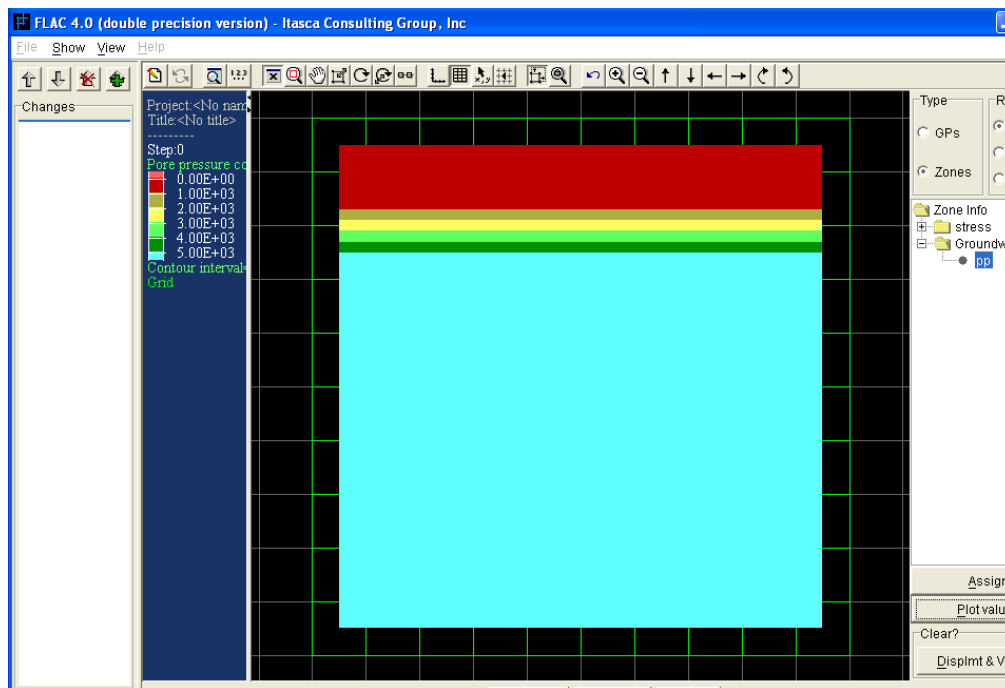 FLAC 4.0 (double precision version) - Itasca Consulting Group, Inc
File Show View Help
Changes
Project:<No nam
Title:<No title>
---------
Step:0
Pore pressure co
0.00E+00
1.00E+03
2.00E+03
3.00E+03
4.00E+03
5.00E+03
Contour interval=
Grid
Type
GPs
Zones
R
Zone Info
stress
Groundw
pp
Assign
Plot valu
Clear?
Displmt & V